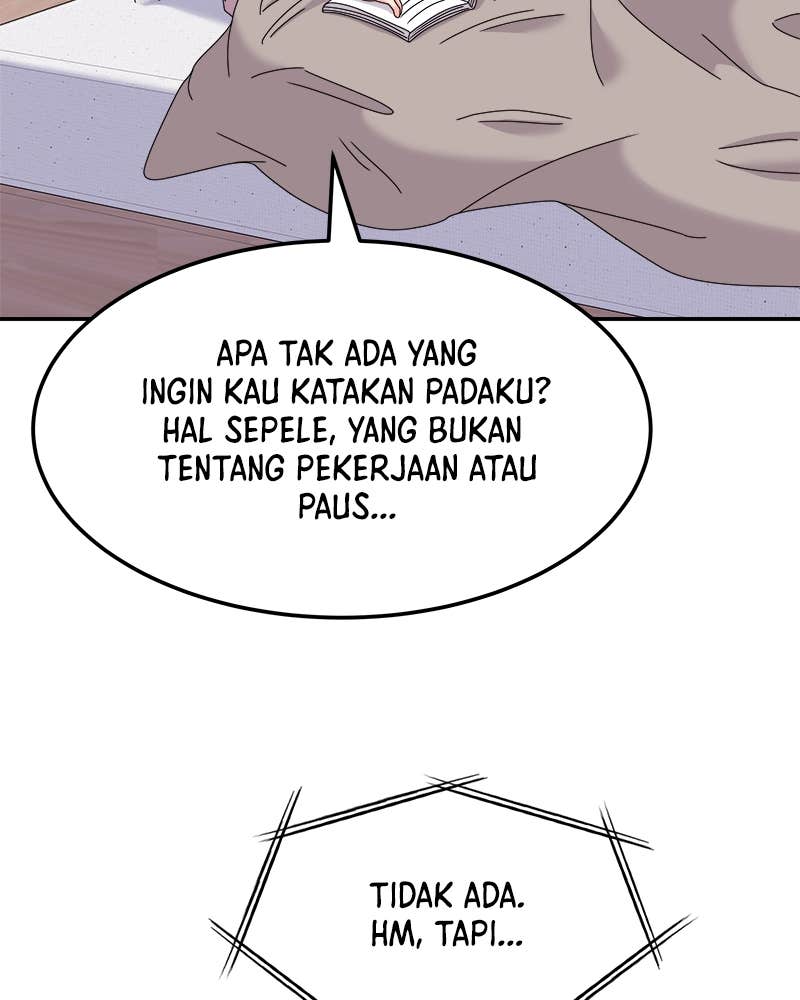 APA TAK ADA YANG
INGIN KAU KATAKAN PADAKU?
HAL SEPELE, YANG BUKAN
TENTANG PEKERJAAN ATAU
PAUS...
TIDAK ADA.
HM, TAPI...